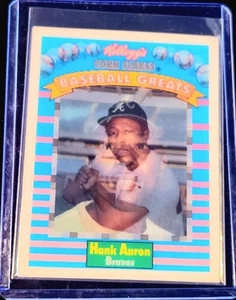 Kellogg's
CORN FLAKES
BASEBALL GREATS
A
Hank Aaron
Braves